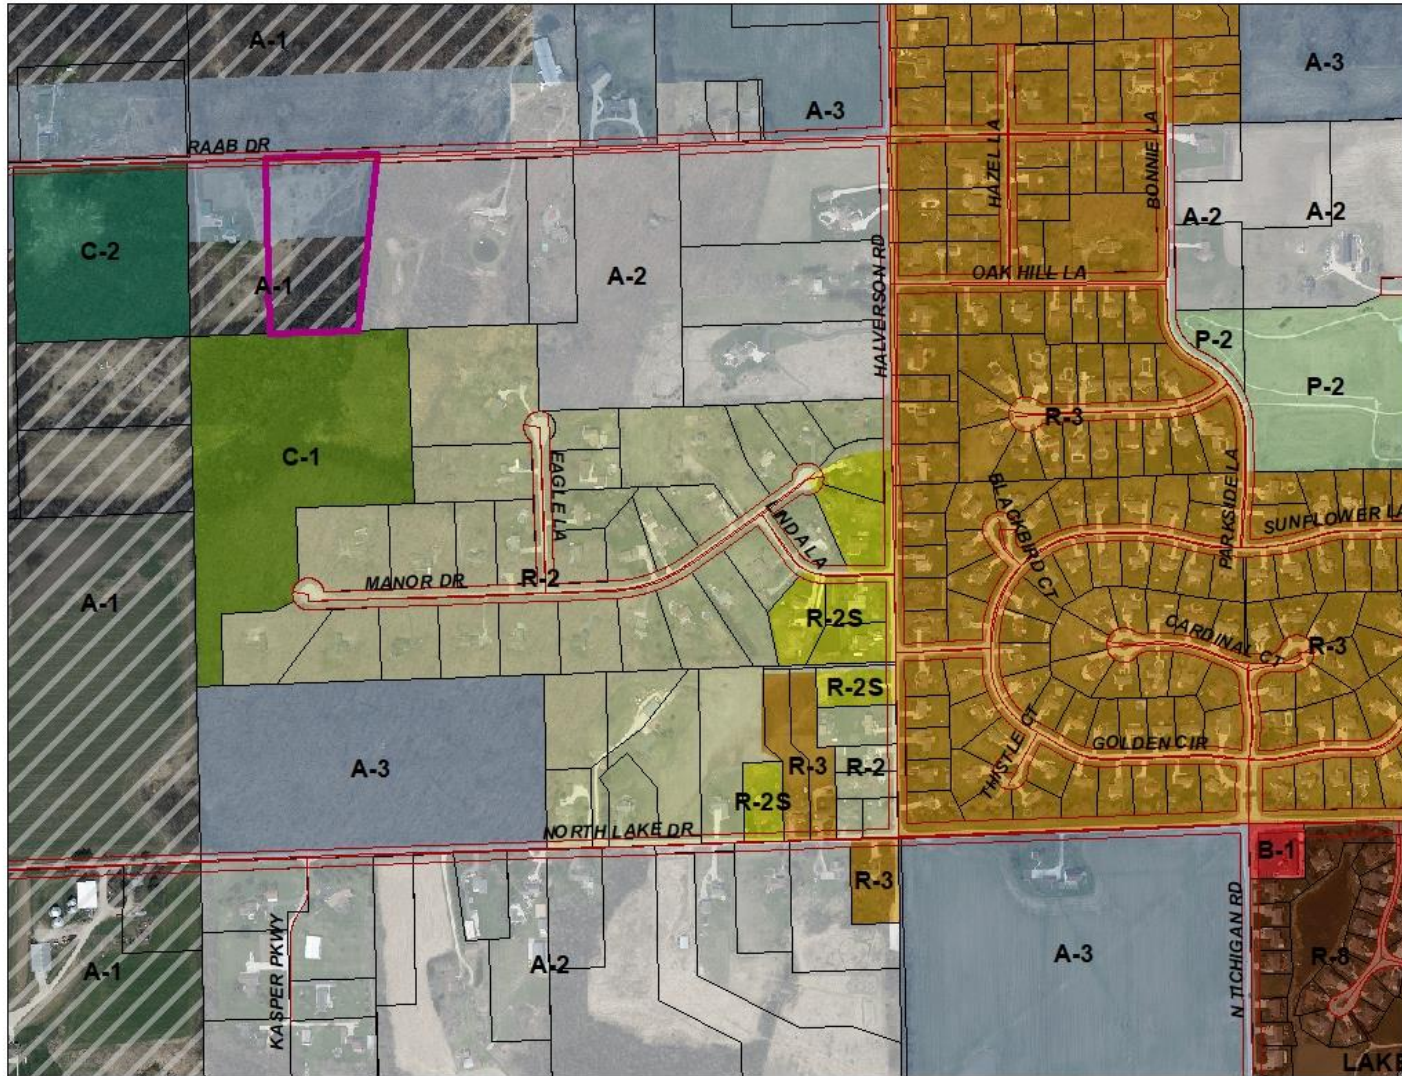 A-1
A-3
A-3
RAAB DR
HAZEL LA
BONNIE LA
C-2
A-2
A-2
A-2
A-1
HALVERSON RD
OAK HILL LA
P-2
P-2
R-3
C-1
EAGLE LA
LINDA LA
BLACKBIRD CT
PARKSIDE LA
SUNFLOWER LA
MANOR DR
R-2
A-1
R-2S
CARDINAL CT
R-3
R-2S
THISTLE CT
GOLDEN CIR
A-3
R-3
R-2
R-2S
NORTH LAKE DR
B-1
R-3
KASPER PKWY
A-2
A-3
N TICHIGAN RD
R-8
A-1
LAKE